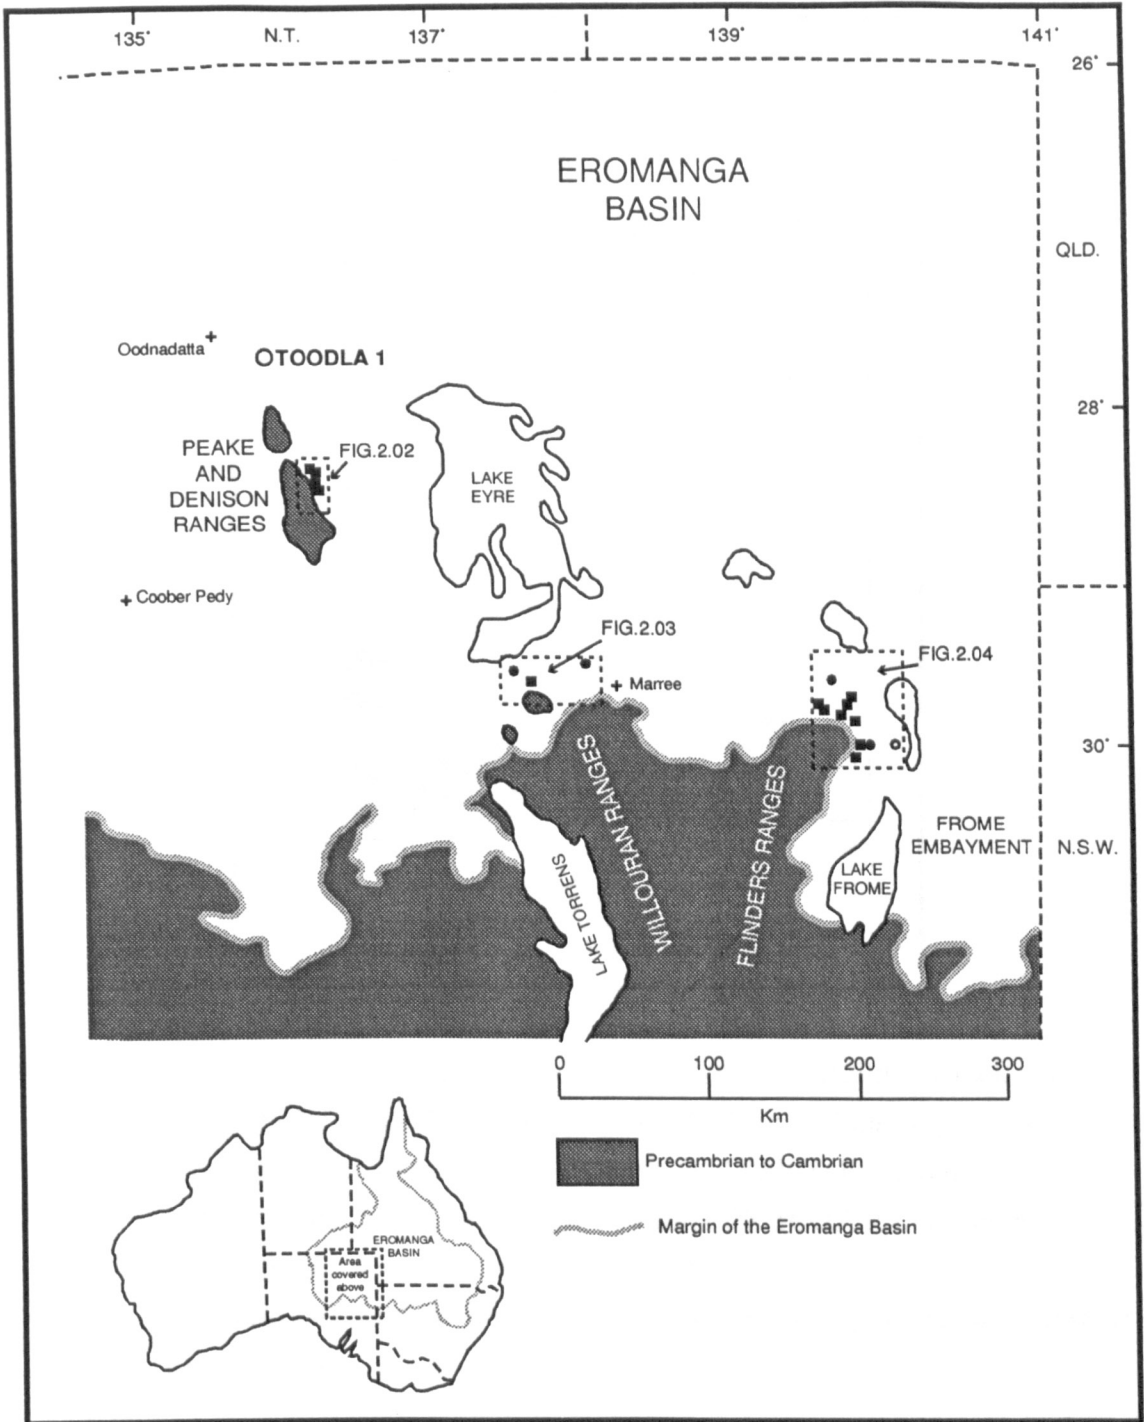 135°
N.T.
137°
139°
141°
26°
EROMANGA
BASIN
QLD.
Oodnadatta
OTOODLA 1
28°
PEAKE
AND
DENISON
RANGES
FIG.2.02
LAKE
EYRE
Coober Pedy
FIG.2.03
Marree
FIG.2.04
30°
WILLOURAN RANGES
FLINDERS RANGES
LAKE TORRENS
LAKE
FROME
FROME
EMBAYMENT
N.S.W.
0 100 200 300
Km
Precambrian to Cambrian
Margin of the Eromanga Basin
EROMANGA
BASIN
Area
covered
above